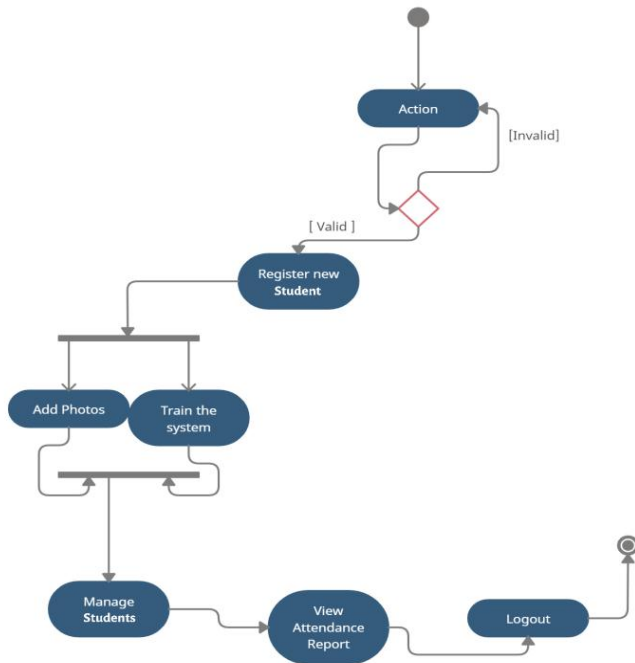 Action
[Invalid]
[ Valid ]
Register new
Student
Add Photos
Train the
system
Manage
Students
View
Attendance
Report
Logout